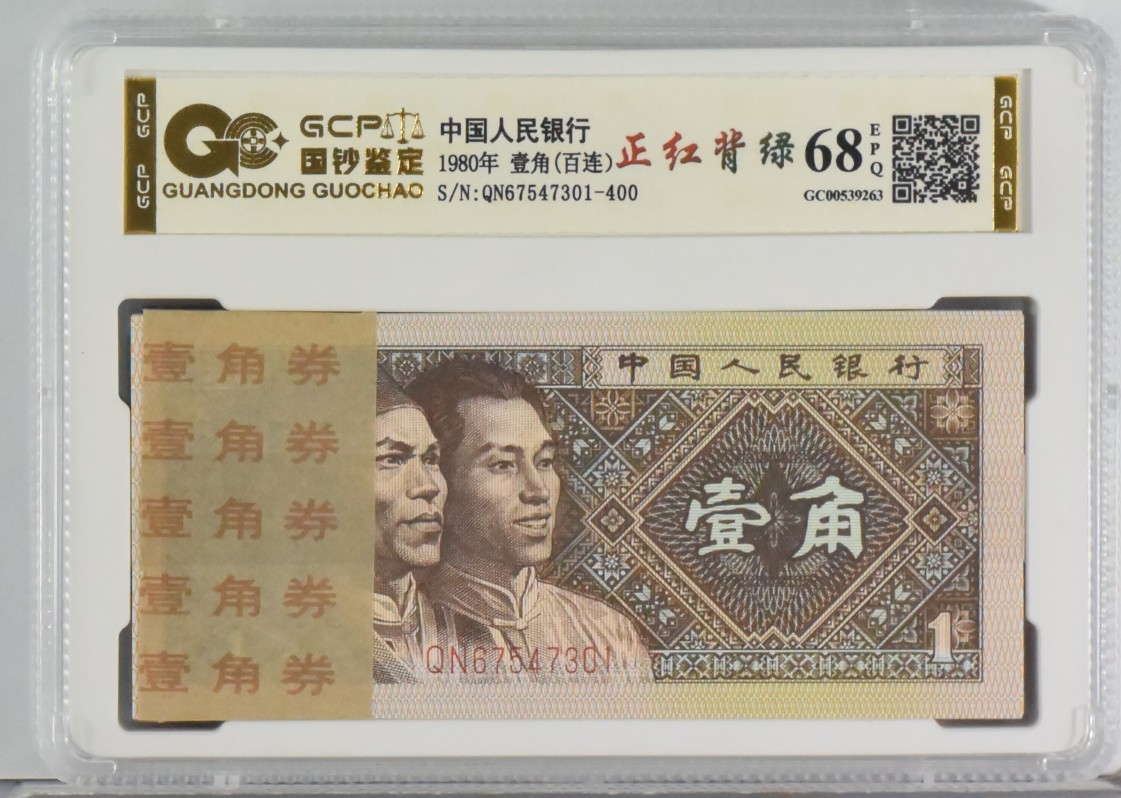 GCP GCP
GCP
国钞鉴定
GUANGDONG GUOCHAO
中国人民银行
1980年 壹角(百连)
S/N:QN67547301-400
正红背绿
68
EPQ
GC00539263
GCP GCP
壹角券
壹角券
壹角券
壹角券
壹角券
中国人民银行
壹角
1
QN67547301